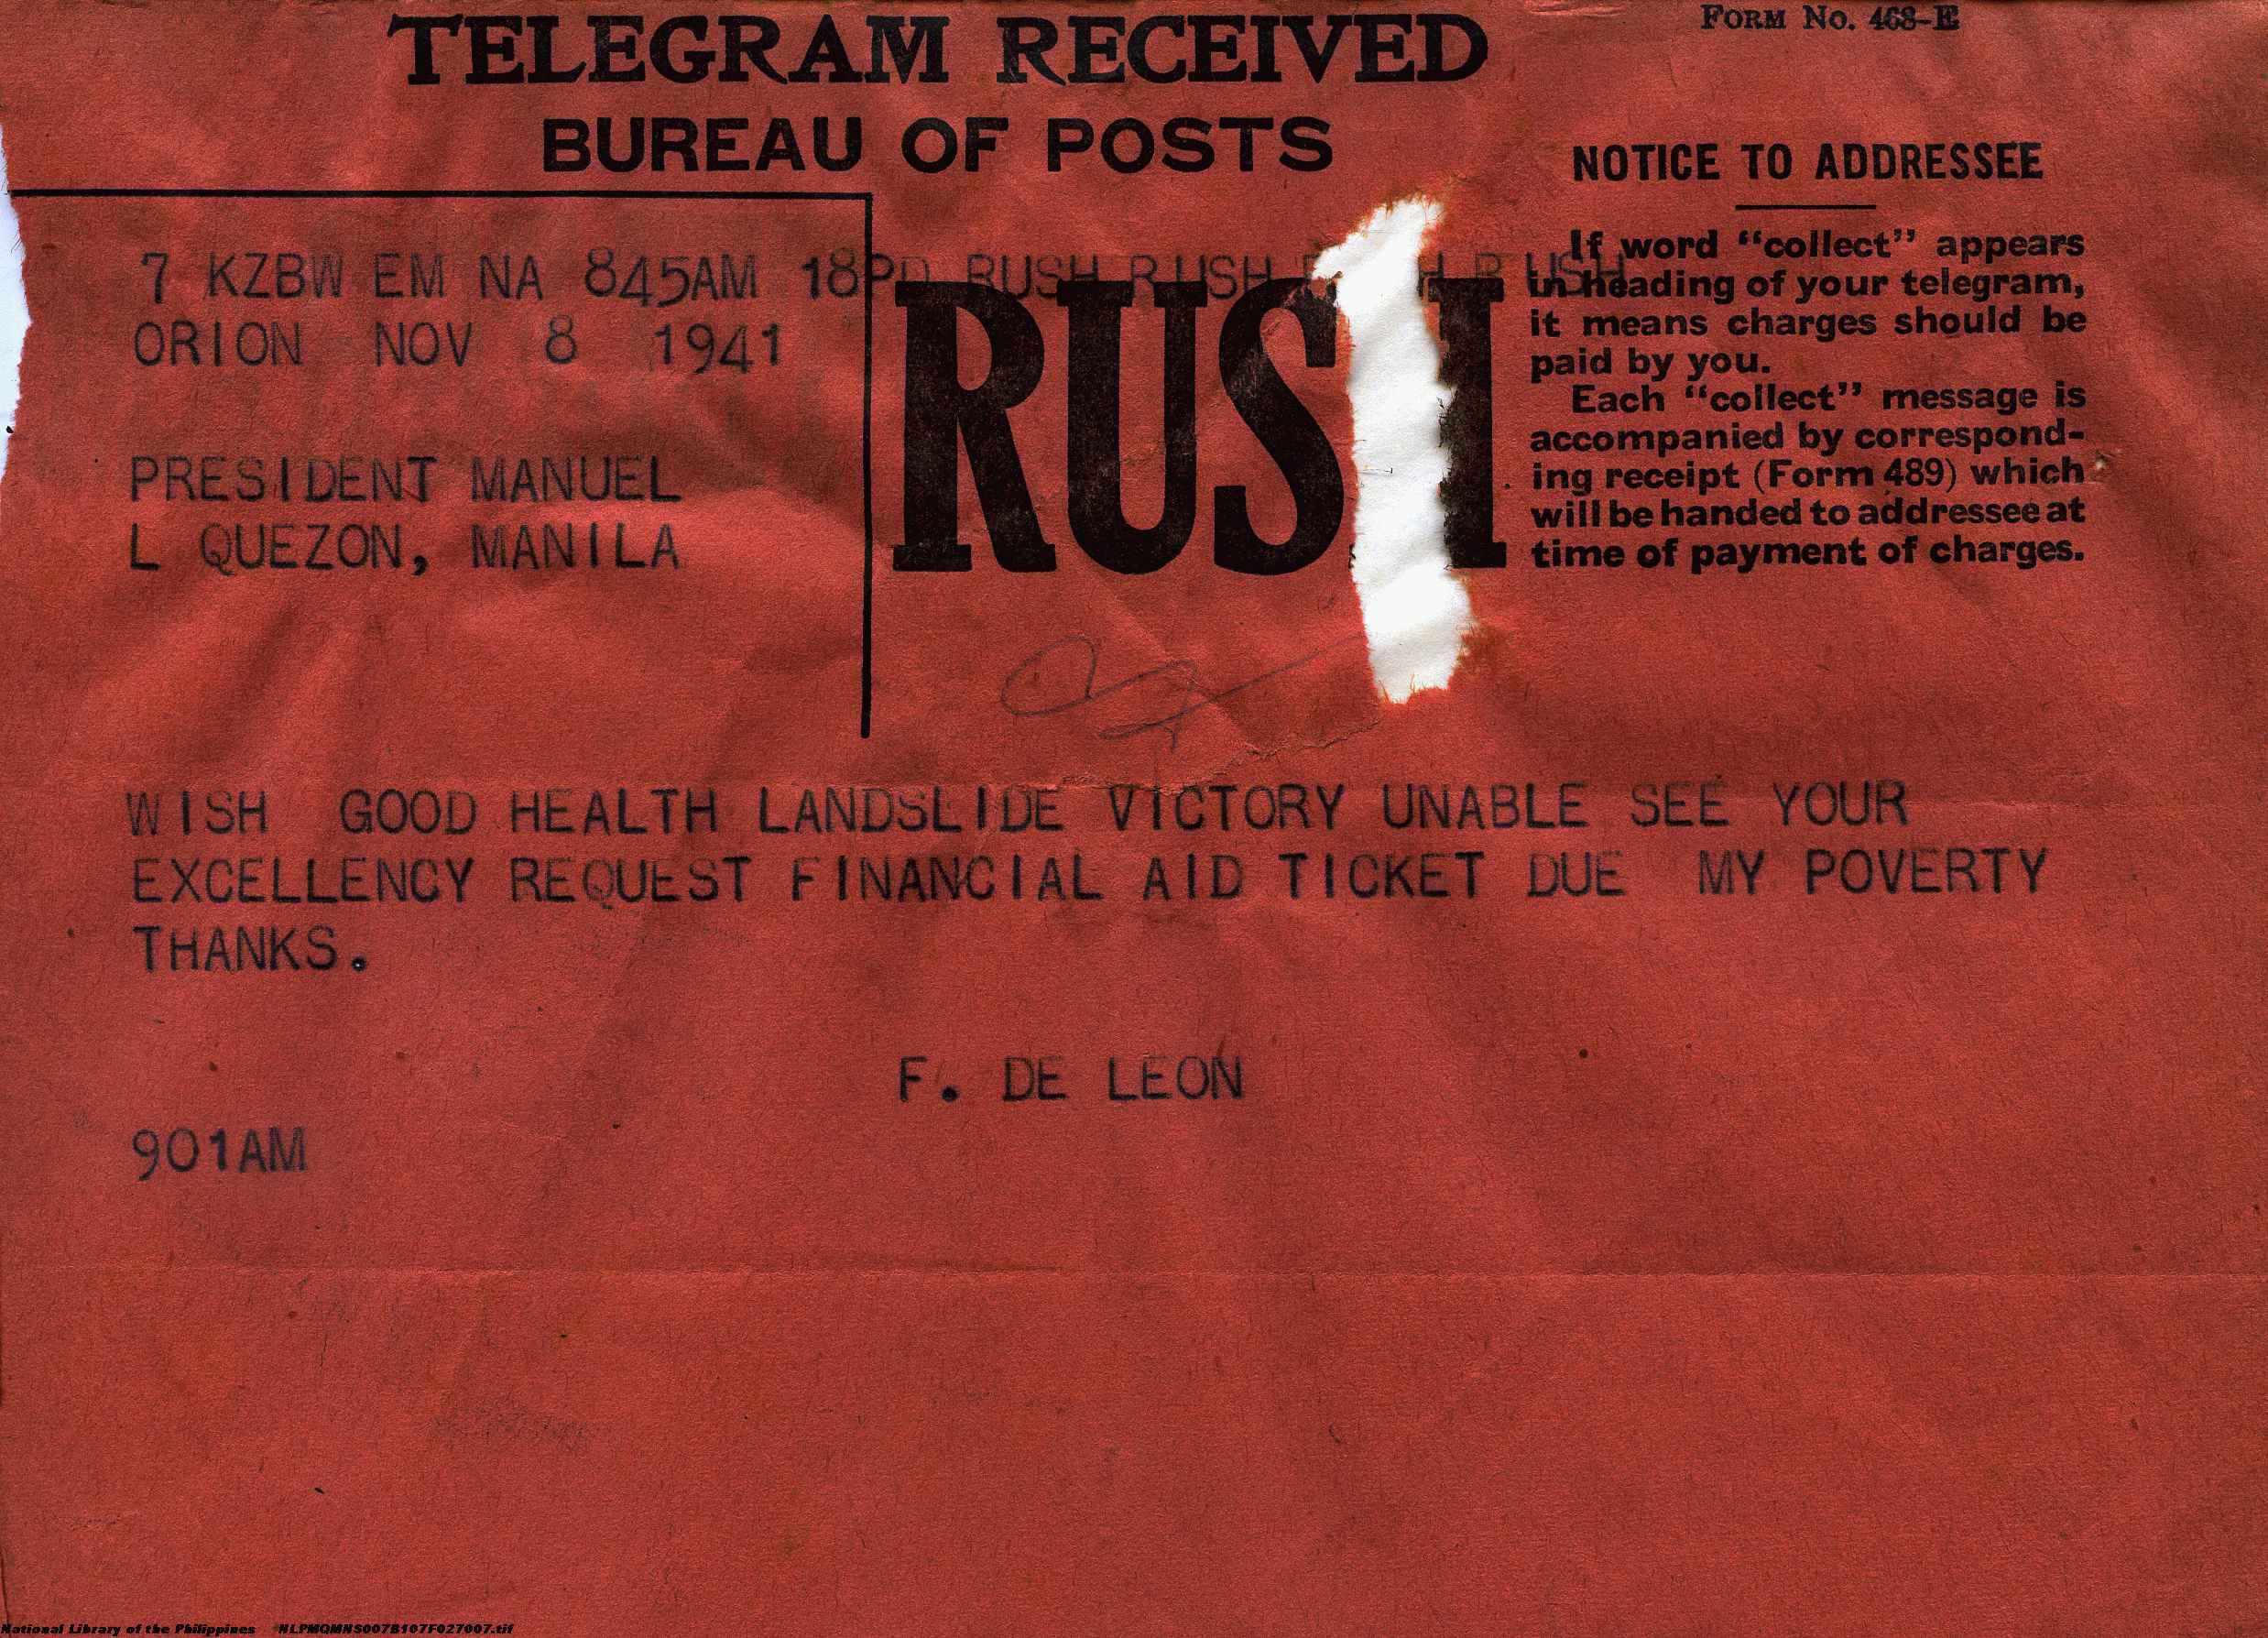 FORM NO. 468-E
TELEGRAM RECEIVED
BUREAU OF POSTS
NOTICE TO ADDRESSEE
If word “collect” appears
in heading of your telegram,
it means charges should be
paid by you.
Each “collect” message is
accompanied by correspond-
ing receipt (Form 489) which
will be handed to addressee at
time of payment of charges.
7 KZBW EM NA 845AM 18PD RUSH RUSH H RUSH
ORION NOV 8 1941
RUSH
PRESIDENT MANUEL
L QUEZON, MANILA
WISH GOOD HEALTH LANDSLIDE VICTORY UNABLE SEE YOUR
EXCELLENCY REQUEST FINANCIAL AID TICKET DUE MY POVERTY
THANKS.
F. DE LEON
901AM
National Library of the Philippines NLPMQMNS007B107F027007.tif